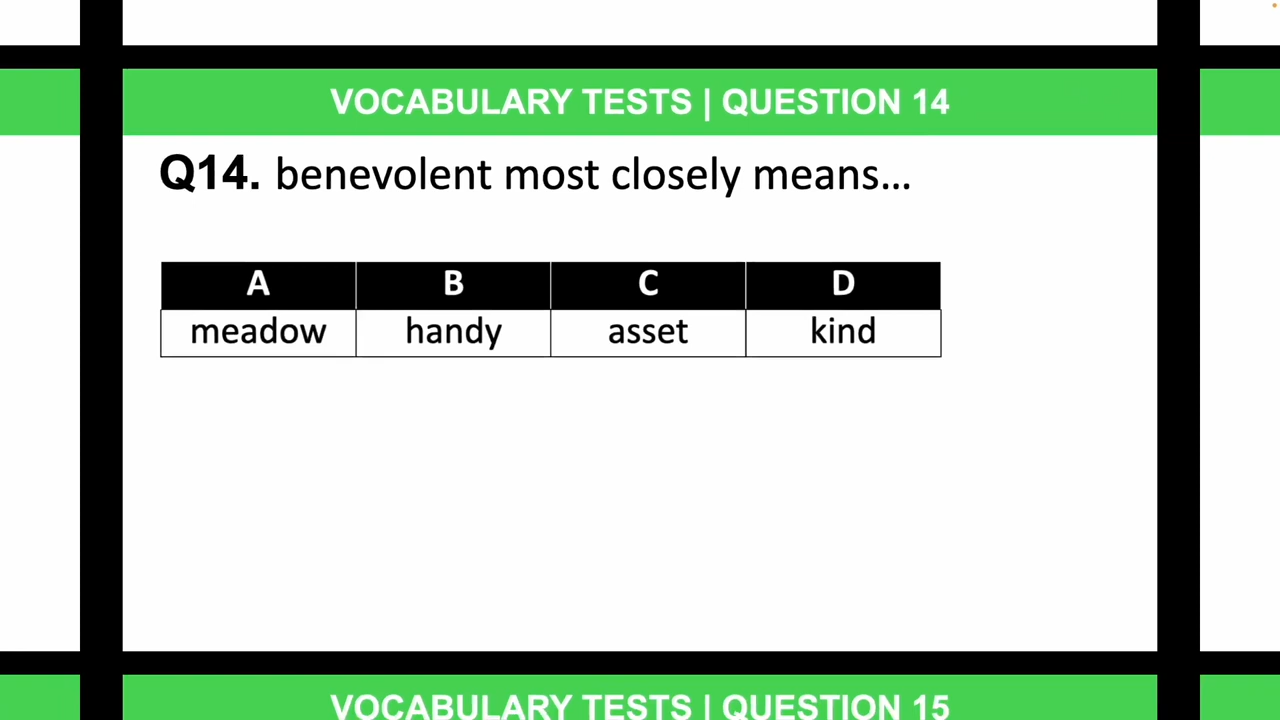 VOCABULARY TESTS | QUESTION 14
Q14. benevolent most closely means...
A B C D
meadow handy asset kind
VOCABULARY TESTS | QUESTION 15